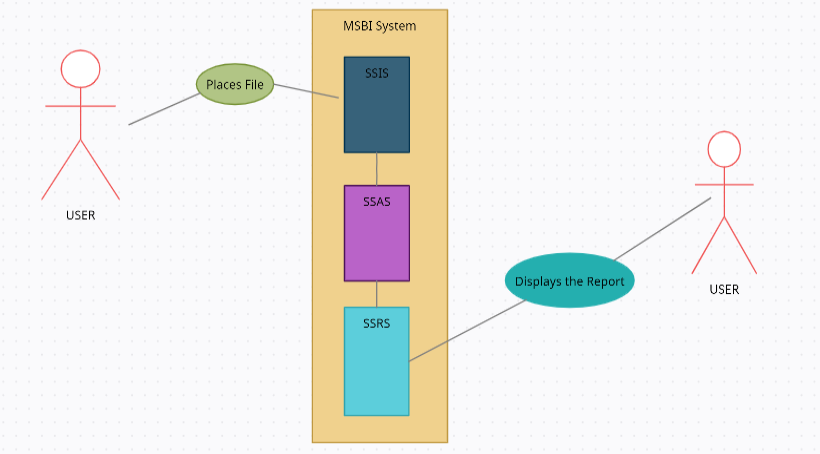 MSBI System
SSIS
Places File
USER
SSAS
Displays the Report
USER
SSRS